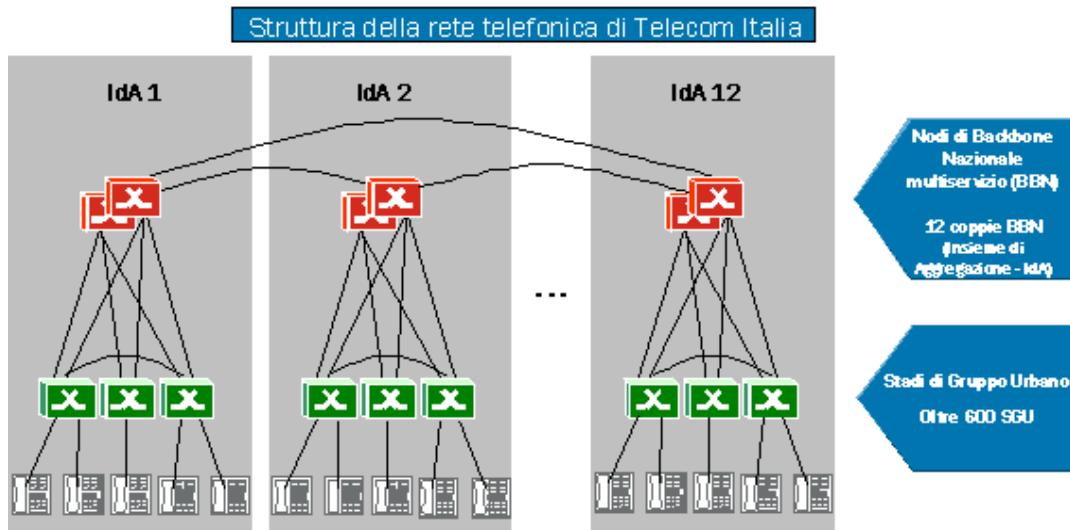 Struttura della rete telefonica di Telecom Italia
IdA 1
IdA 2
IdA 12
...
Nodi di Backbone
Nazionale
multiservizio (BBN)
12 coppie BBN
(Insieme di
Aggregazione - IdA)
Stadi di Gruppo Urbano
Oltre 600 SGU